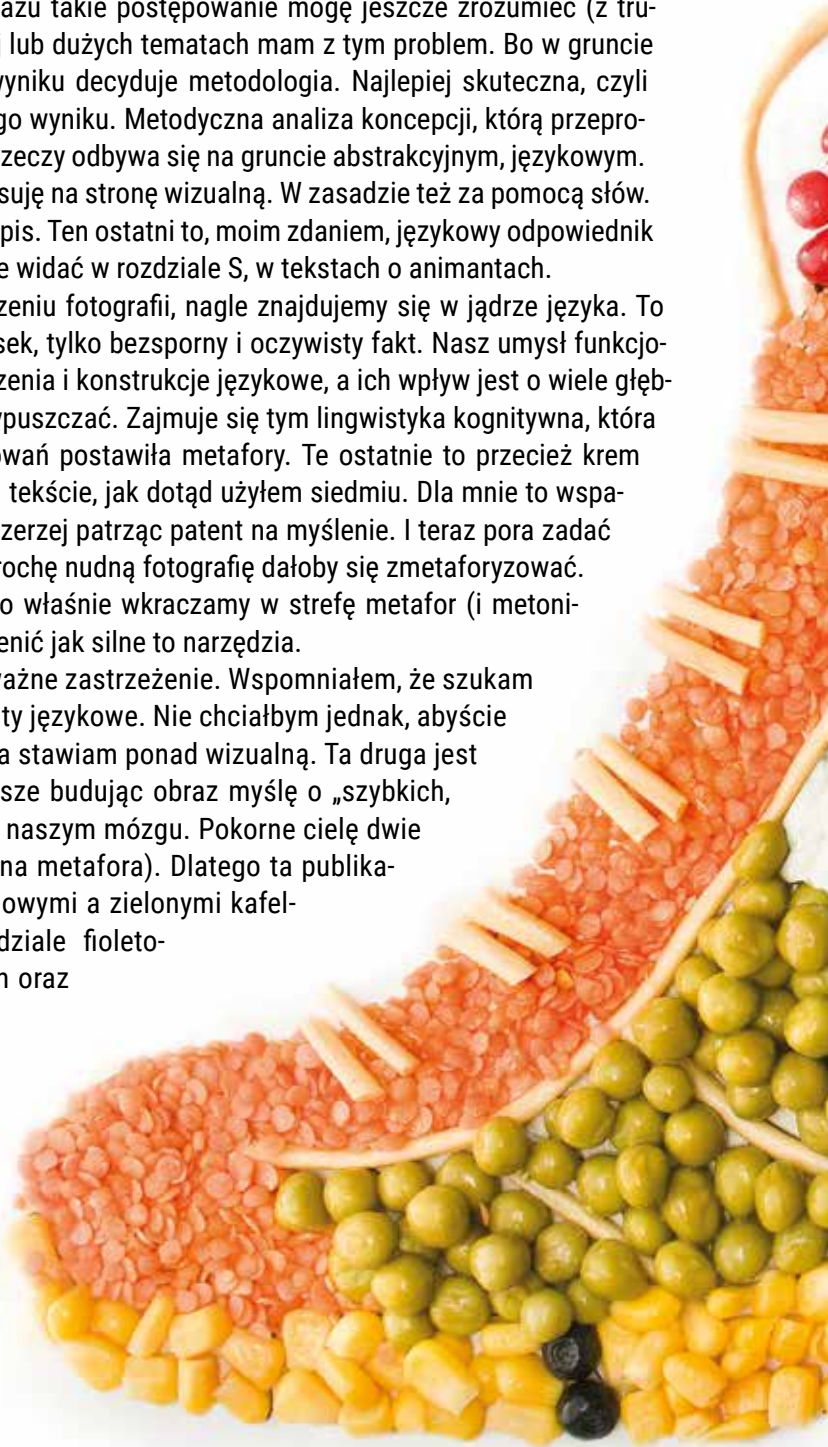 azu takie postępowanie mogę jeszcze zrozumieć (z tru-
lub dużych tematach mam z tym problem. Bo w gruncie
wyniku decyduje metodologia. Najlepiej skuteczna, czyli
go wyniku. Metodyczna analiza koncepcji, którą przepro-
rzeczy odbywa się na gruncie abstrakcyjnym, językowym.
suję na stronę wizualną. W zasadzie też za pomocą słów.
pis. Ten ostatni to, moim zdaniem, językowy odpowiednik
e widać w rozdziale S, w tekstach o animantach.
zeniu fotografii, nagle znajdujemy się w jądrze języka. To
sek, tylko bezsporny i oczywisty fakt. Nasz umysł funkcjo-
zenia i konstrukcje językowe, a ich wpływ jest o wiele głęb-
ypuszczać. Zajmuje się tym lingwistyka kognitywna, która
owań postawiła metafory. Te ostatnie to przecież krem
tekście, jak dotąd użyłem siedmiu. Dla mnie to wspa-
zerzej patrząc patent na myślenie. I teraz pora zadać
rochę nudną fotografię dałoby się zmetaforyzować.
o właśnie wkraczamy w strefę metafor (i metoni-
enić jak silne to narzędzia.
ważne zastrzeżenie. Wspomniałem, że szukam
ty językowe. Nie chciałbym jednak, abyście
a stawiam ponad wizualną. Ta druga jest
sze budując obraz myślę o „szybkich,
naszym mózgu. Pokorne cielę dwie
na metafora). Dlatego ta publika-
owymi a zielonymi kafel-
dziale fioleto-
oraz